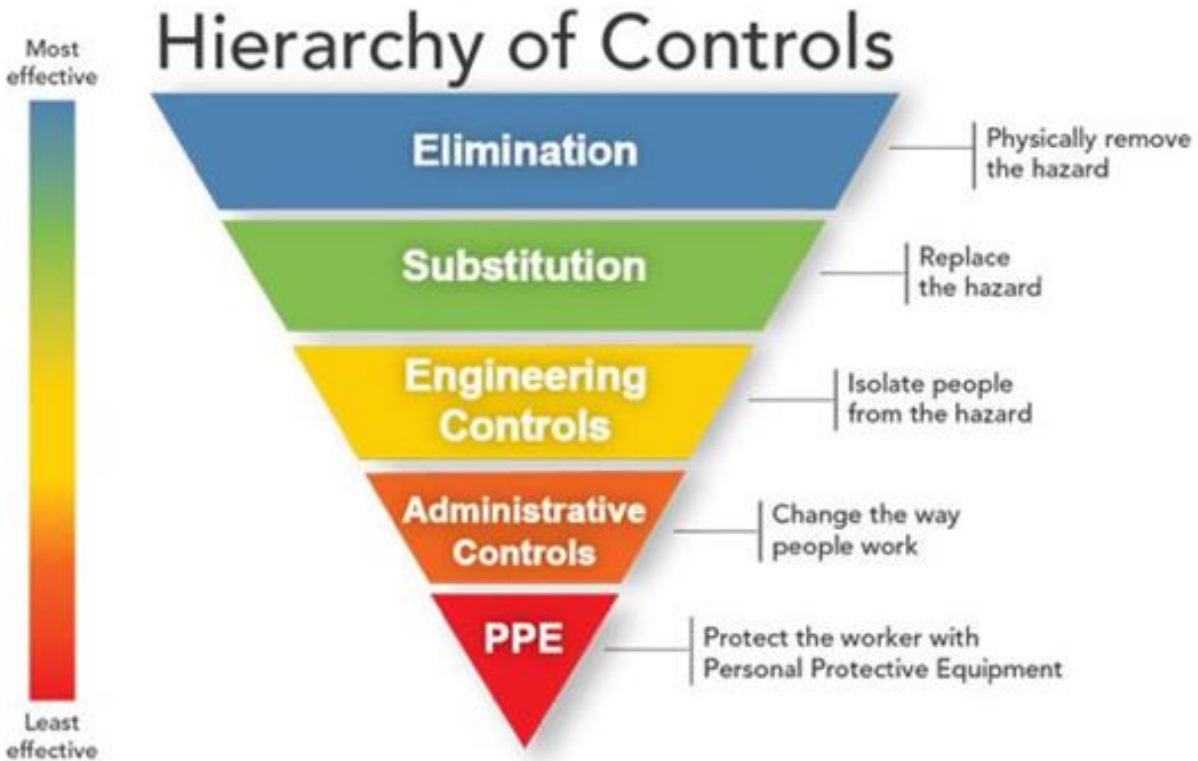 Hierarchy of Controls
Most
effective
Elimination
Physically remove
the hazard
Substitution
Replace
the hazard
Engineering
Controls
Isolate people
from the hazard
Administrative
Controls
Change the way
people work
PPE
Protect the worker with
Personal Protective Equipment
Least
effective